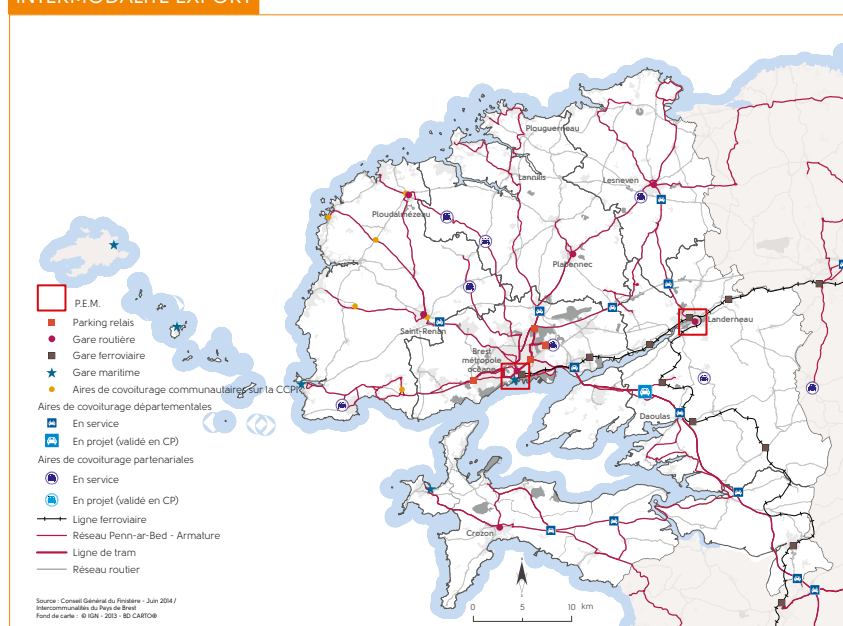 INTERMODALITÉ EXPORT
Plouguerneau
Lannilis
Lesneven
Ploudalmézeau
Plabennec
P.E.M.
Landerneau
Parking relais
Gare routière
Saint-Renan
Gare ferroviaire
Brest
métropole
océane
Gare maritime
Aires de covoiturage communautaires sur la CCPI
Aires de covoiturage départementales
En service
Daoulas
En projet (validé en CP)
Aires de covoiturage partenariales
En service
En projet (validé en CP)
Ligne ferroviaire
Réseau Penn-ar-Bed - Armature
Crozon
Ligne de tram
Réseau routier
Source : Conseil Général du Finistère - Juin 2014 /
Intercommunalités du Pays de Brest
Fond de carte : © IGN - 2013 - BD CARTO®
0 5 10 km